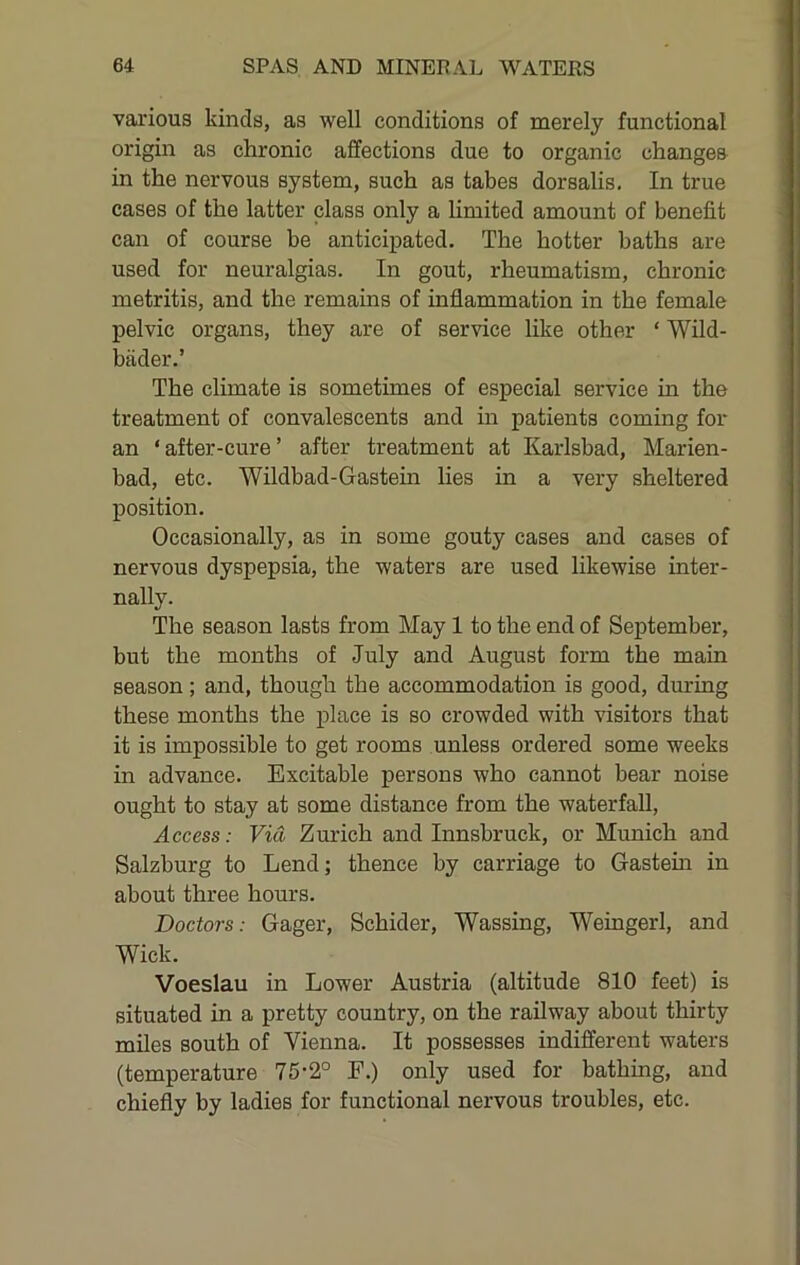 64 SPAS AND MINERAL WATERS
various kinds, as well conditions of merely functional
origin as chronic affections due to organic changes
in the nervous system, such as tabes dorsalis. In true
cases of the latter class only a limited amount of benefit
can of course be anticipated. The hotter baths are
used for neuralgias. In gout, rheumatism, chronic
metritis, and the remains of inflammation in the female
pelvic organs, they are of service like other ‘ Wild-
bäder.’
The climate is sometimes of especial service in the
treatment of convalescents and in patients coming for
an ‘after-cure’ after treatment at Karlsbad, Marien-
bad, etc. Wildbad-Gastein lies in a very sheltered
position.
Occasionally, as in some gouty cases and cases of
nervous dyspepsia, the waters are used likewise inter-
nally.
The season lasts from May 1 to the end of September,
but the months of July and August form the main
season; and, though the accommodation is good, during
these months the place is so crowded with visitors that
it is impossible to get rooms unless ordered some weeks
in advance. Excitable persons who cannot bear noise
ought to stay at some distance from the waterfall,
Access: Viâ Zurich and Innsbruck, or Munich and
Salzburg to Lend; thence by carriage to Gastein in
about three hours.
Doctors: Gager, Schider, Wassing, Weingerl, and
Wick.
Voeslau in Lower Austria (altitude 810 feet) is
situated in a pretty country, on the railway about thirty
miles south of Vienna. It possesses indifferent waters
(temperature 75·2° F.) only used for bathing, and
chiefly by ladies for functional nervous troubles, etc.